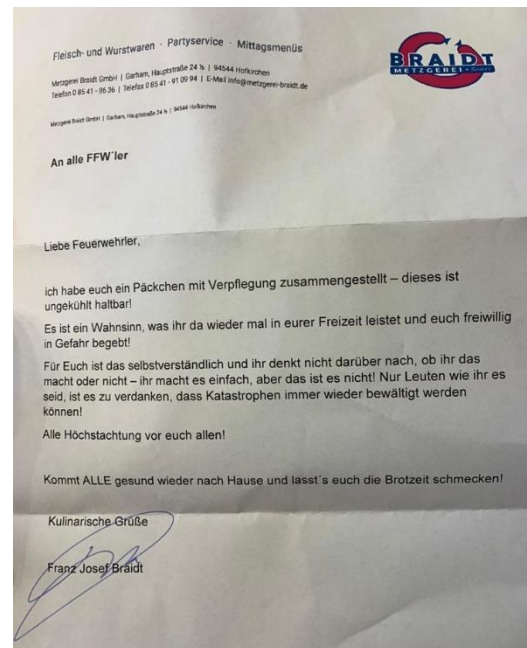 Fleisch- und Wurstwaren · Partyservice · Mittagsmenüs
Metzgerei Braidt GmbH | Garham, Hauptstraße 24 ½ | 94544 Hofkirchen
Telefon 0 85 41 - 86 36 | Telefax 0 85 41 - 91 09 94 | E-Mail info@metzgerei-braidt.de
BRAIDT
METZGEREI · GmbH
Metzgerei Braidt GmbH | Garham, Hauptstraße 24 ½ | 94544 Hofkirchen
An alle FFW´ler
Liebe Feuerwehrler,
ich habe euch ein Päckchen mit Verpflegung zusammengestellt – dieses ist
ungekühlt haltbar!
Es ist ein Wahnsinn, was ihr da wieder mal in eurer Freizeit leistet und euch freiwillig
in Gefahr begebt!
Für Euch ist das selbstverständlich und ihr denkt nicht darüber nach, ob ihr das
macht oder nicht – ihr macht es einfach, aber das ist es nicht! Nur Leuten wie ihr es
seid, ist es zu verdanken, dass Katastrophen immer wieder bewältigt werden
können!
Alle Höchstachtung vor euch allen!
Kommt ALLE gesund wieder nach Hause und lasst´s euch die Brotzeit schmecken!
Kulinarische Grüße
Franz Josef Braidt